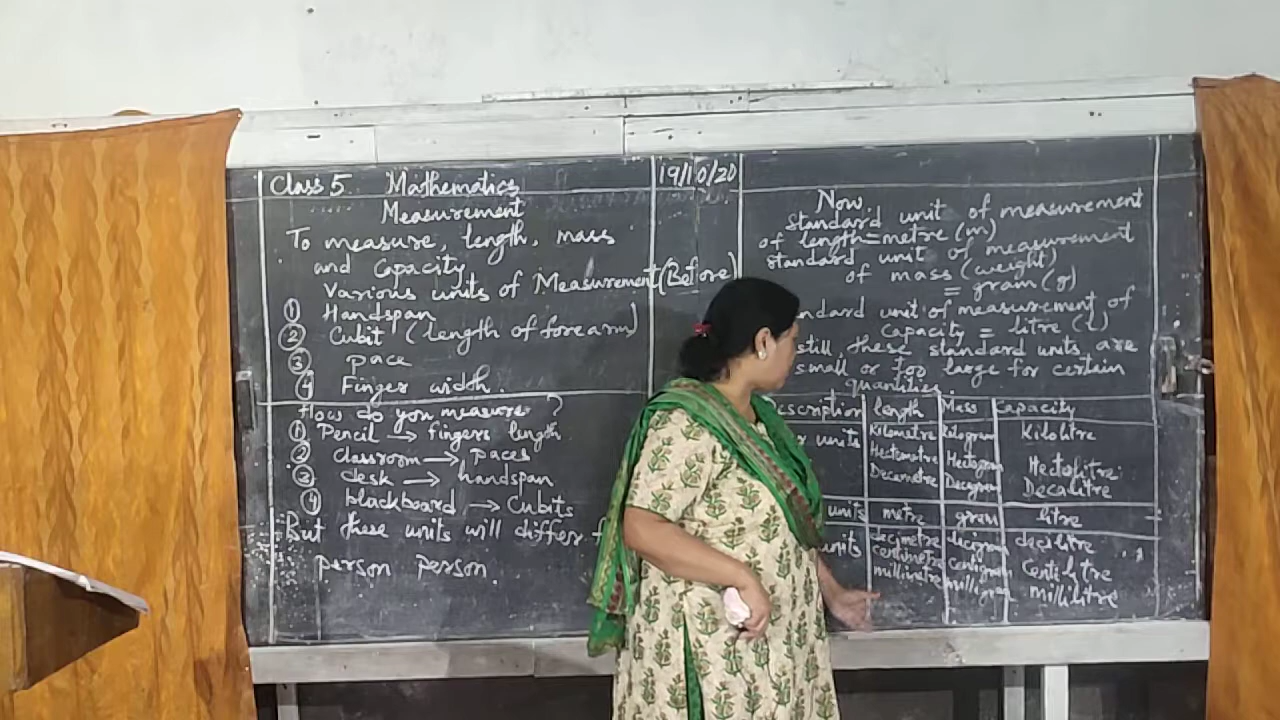 Class 5 Mathematics 19/10/20
Measurement
To measure, length, mass
and Capacity
Various units of Measurement (Before)
① Handspan
② Cubit (length of forearm)
③ pace
④ Finger width.
How do you measure ?
① Pencil → fingers length
② classroom → paces
③ desk → handspan
④ blackboard → Cubits
But these units will differ f
person person.
Now
Standard unit of measurement
of length = metre (m)
standard unit of measurement
of mass (weight)
= gram (g)
ndard unit of measurement of
capacity = litre (l)
still, these standard units are
small or too large for certain
quantities.
escription length Mass Capacity
r units Kilometre Kilogram Kilolitre
Hectometre Hectogram Hectolitre
Decametre Decagram Decalitre
units metre gram litre
units decimetre decigram decilitre
centimetre centigram Centilitre
millimetre milligram millilitre